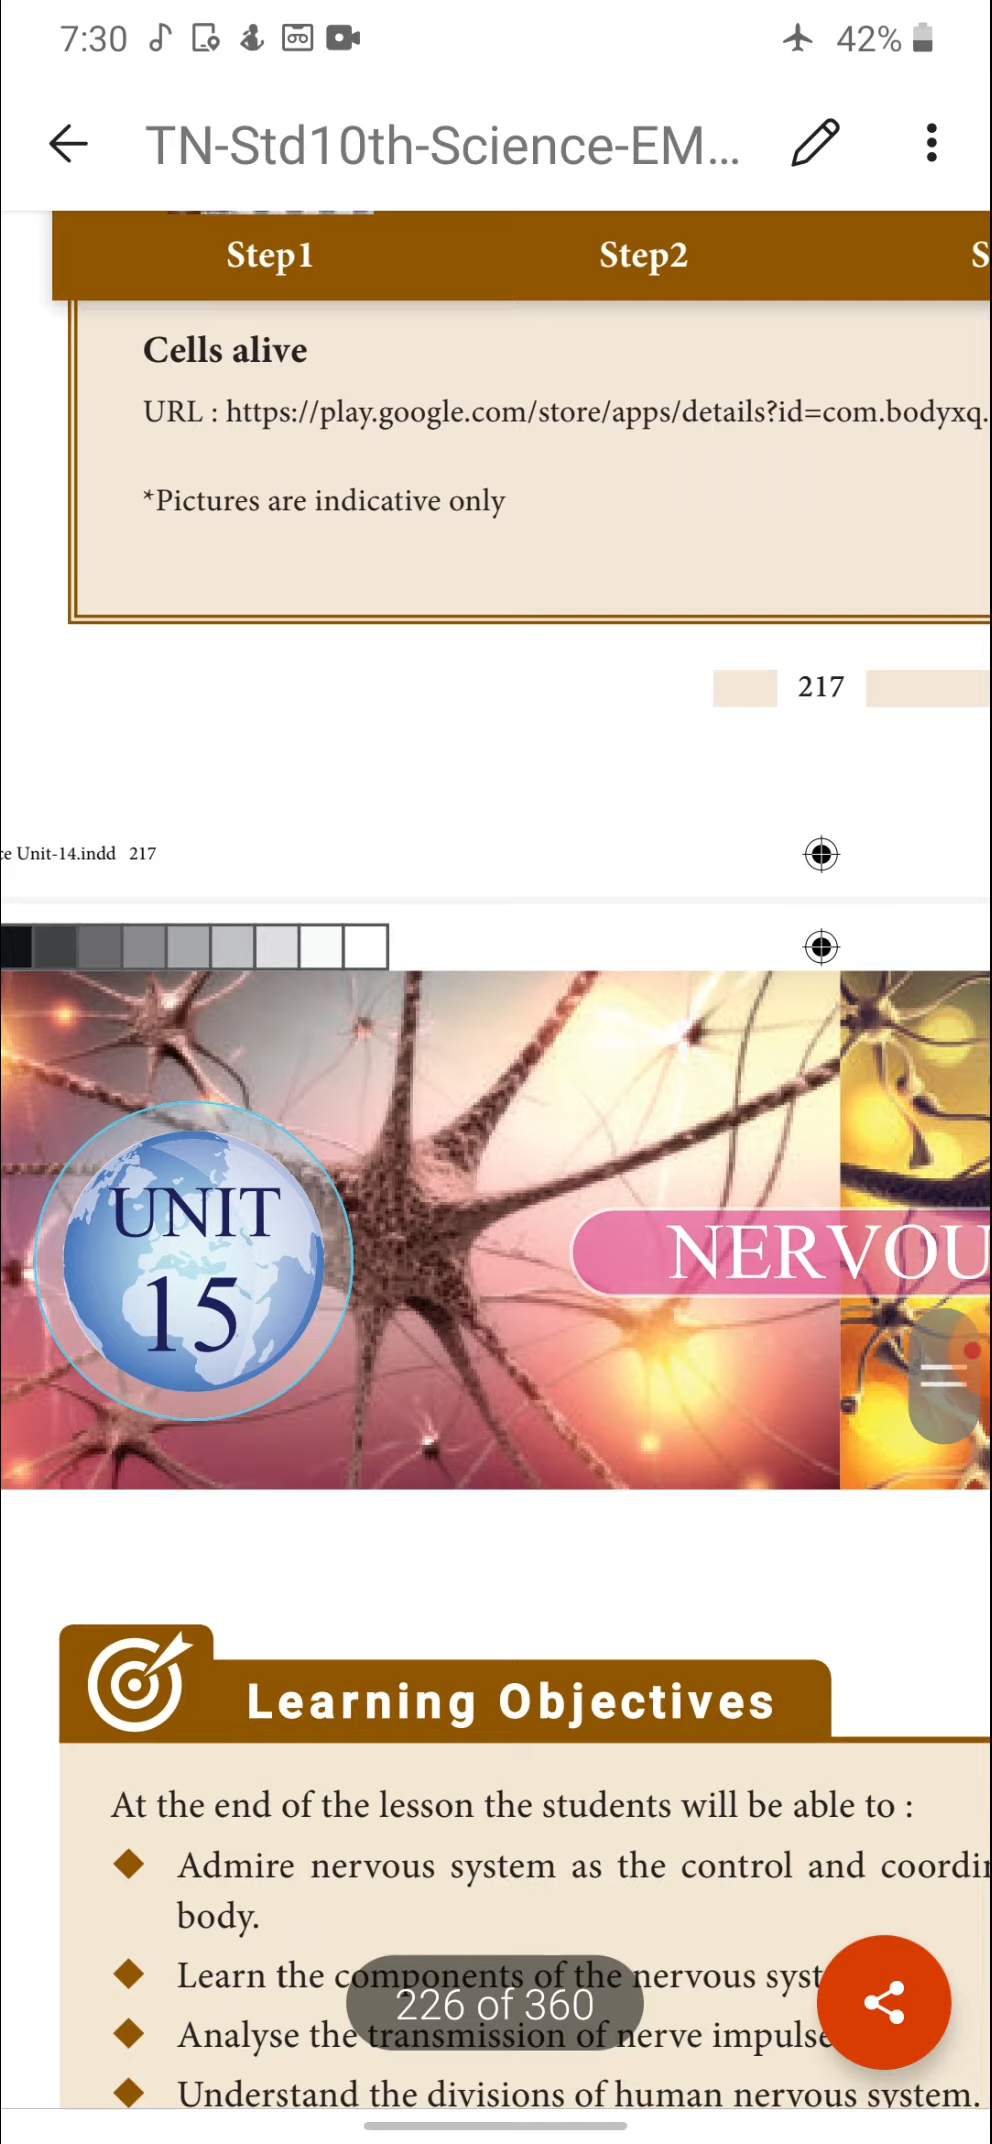 7:30 42%
TN-Std10th-Science-EM...
Step1 Step2 S
Cells alive
URL : https://play.google.com/store/apps/details?id=com.bodyxq.
*Pictures are indicative only
217
e Unit-14.indd 217
UNIT
15
NERVOU
Learning Objectives
At the end of the lesson the students will be able to :
Admire nervous system as the control and coordin
body.
Learn the components of the nervous syst
226 of 360
Analyse the transmission of nerve impulse
Understand the divisions of human nervous system.